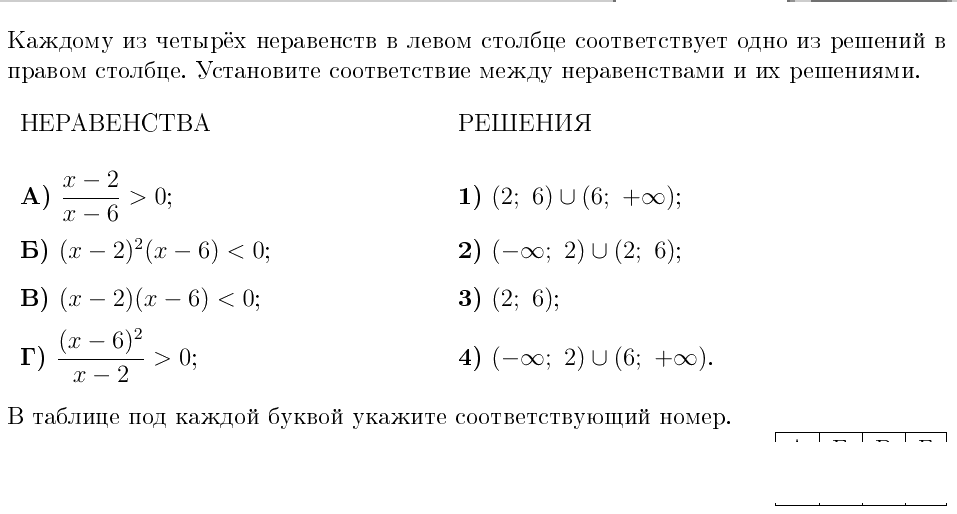 Каждому из четырёх неравенств в левом столбце соответствует одно из решений в
правом столбце. Установите соответствие между неравенствами и их решениями.
НЕРАВЕНСТВА
РЕШЕНИЯ
А) (x − 2)/(x − 6) > 0;
1) (2; 6) ∪ (6; +∞);
Б) (x − 2)²(x − 6) < 0;
2) (−∞; 2) ∪ (2; 6);
В) (x − 2)(x − 6) < 0;
3) (2; 6);
Г) (x − 6)²/(x − 2) > 0;
4) (−∞; 2) ∪ (6; +∞).
В таблице под каждой буквой укажите соответствующий номер.